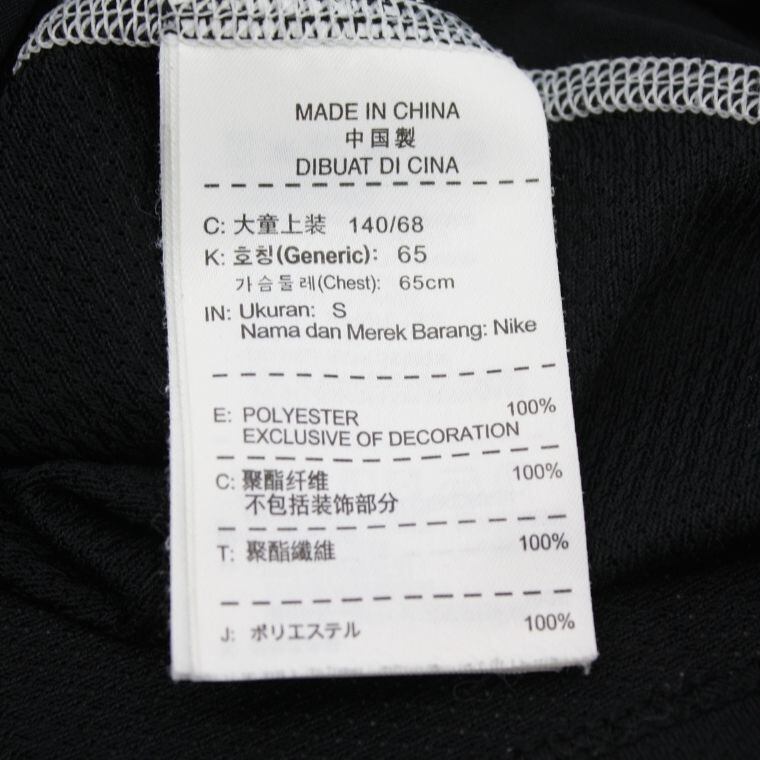 MADE IN CHINA
中国製
DIBUAT DI CINA
C: 大童上装 140/68
K: 호칭(Generic): 65
가슴둘레(Chest): 65cm
IN: Ukuran: S
Nama dan Merek Barang: Nike
E: POLYESTER 100%
EXCLUSIVE OF DECORATION
C: 聚酯纤维 100%
不包括装饰部分
T: 聚酯纖維 100%
J: ポリエステル 100%